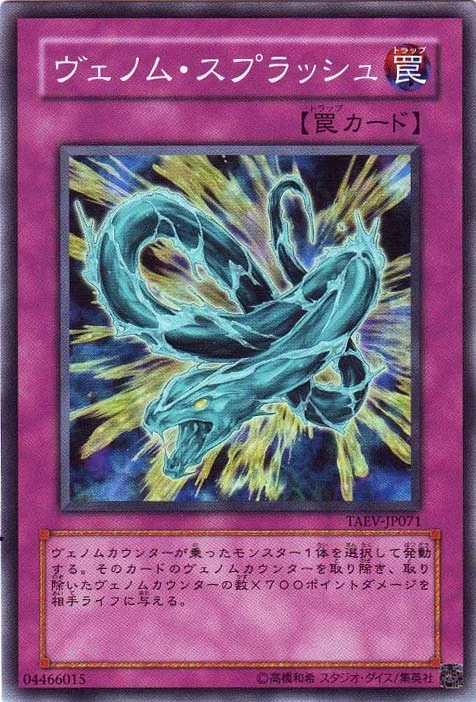 ヴェノム・スプラッシュ
トラップ
罠
トラップ
【罠カード】
TAEV-JP071
ヴェノムカウンターが乗ったモンスター1体を選択して発動
する。そのカードのヴェノムカウンターを取り除き、取り
除いたヴェノムカウンターの数×700ポイントダメージを
相手ライフに与える。
04466015
©高橋和希 スタジオ・ダイス/集英社